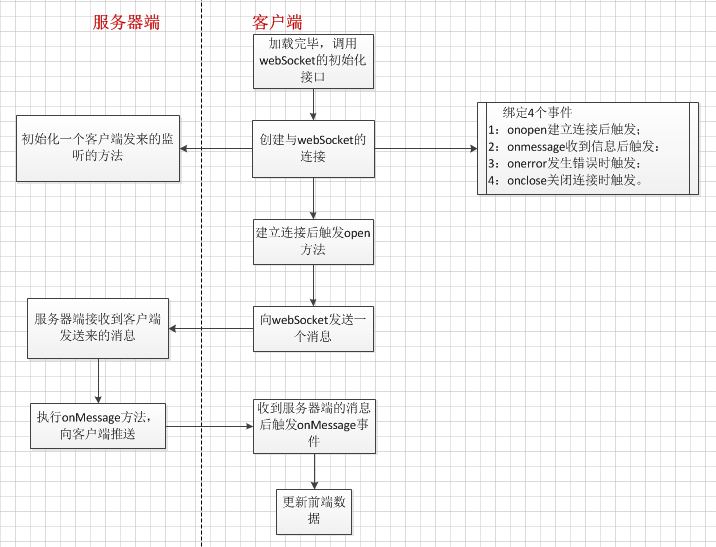 服务器端
客户端
加载完毕，调用
webSocket的初始化
接口
初始化一个客户端发来的监
听的方法
创建与webSocket的
连接
绑定4个事件
1：onopen建立连接后触发；
2：onmessage收到信息后触发：
3：onerror发生错误时触发：
4：onclose关闭连接时触发。
建立连接后触发open
方法
服务器端接收到客户端
发送来的消息
向webSocket发送一
个消息
执行onMessage方法，
向客户端推送
收到服务器端的消息
后触发onMessage事
件
更新前端数
据